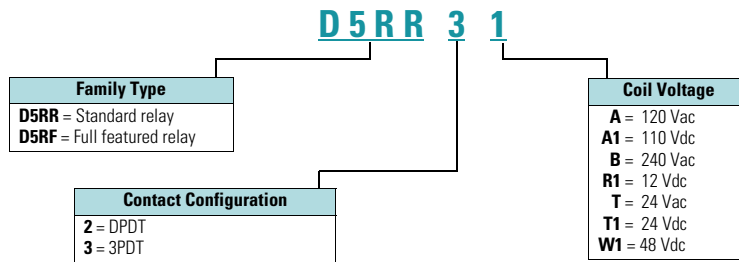 D5RR 3 1
Family Type
D5RR = Standard relay
D5RF = Full featured relay
Contact Configuration
2 = DPDT
3 = 3PDT
Coil Voltage
A = 120 Vac
A1 = 110 Vdc
B = 240 Vac
R1 = 12 Vdc
T = 24 Vac
T1 = 24 Vdc
W1 = 48 Vdc